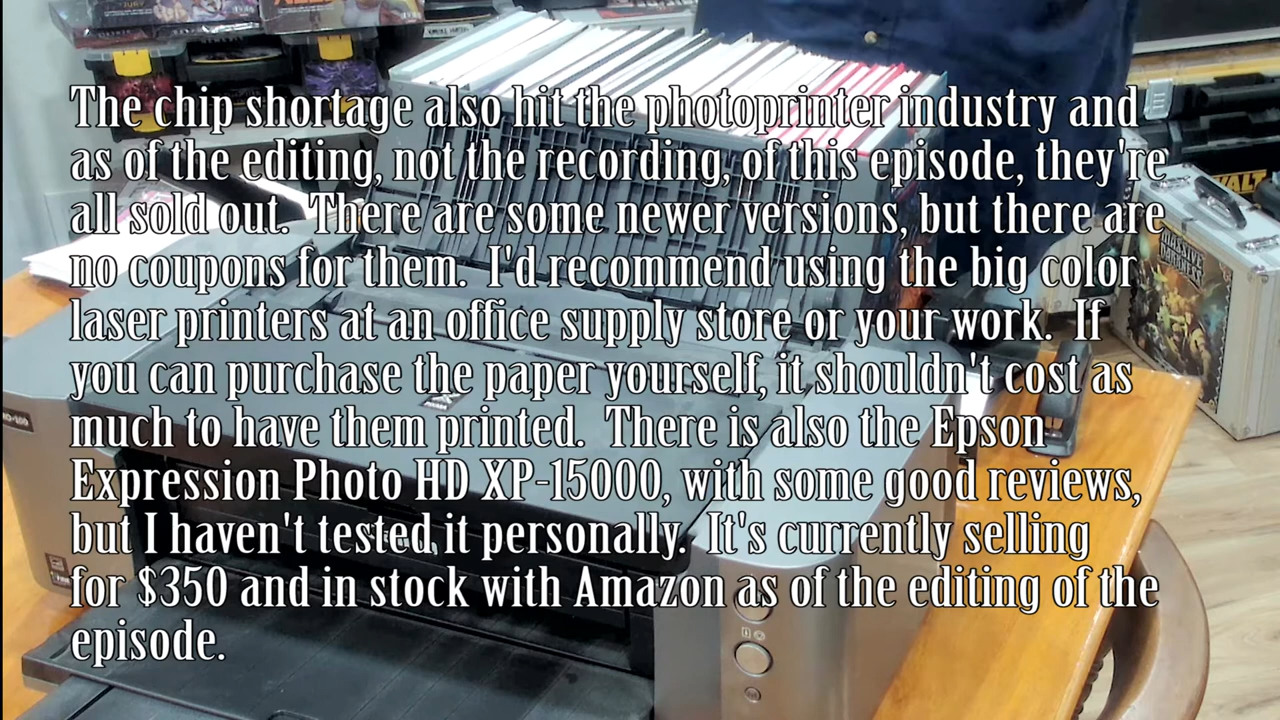 The chip shortage also hit the photoprinter industry and
as of the editing, not the recording, of this episode, they're
all sold out. There are some newer versions, but there are
no coupons for them. I'd recommend using the big color
laser printers at an office supply store or your work. If
you can purchase the paper yourself, it shouldn't cost as
much to have them printed. There is also the Epson
Expression Photo HD XP-15000, with some good reviews,
but I haven't tested it personally. It's currently selling
for $350 and in stock with Amazon as of the editing of the
episode.
MASSIVE
DARKNESS